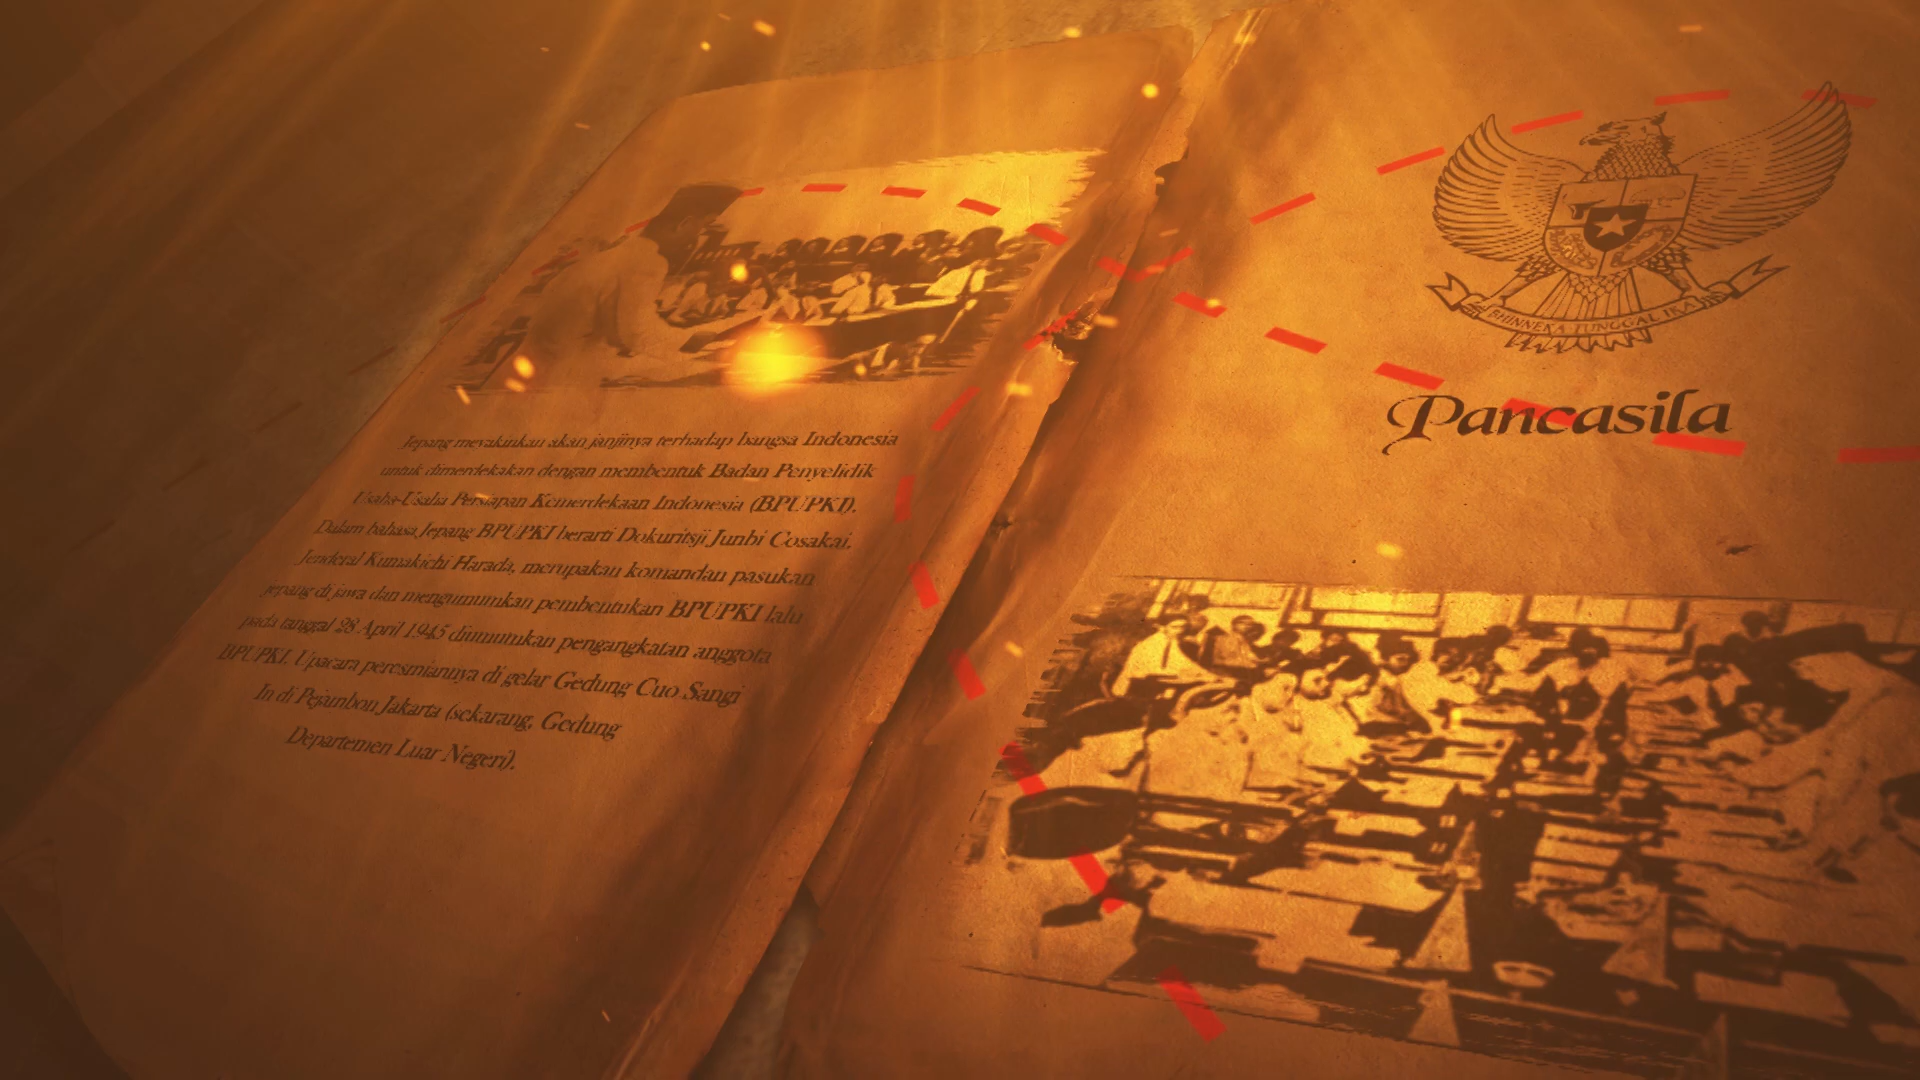 Jepang meyakinkan akan janjinya terhadap bangsa Indonesia
untuk dimerdekakan dengan membentuk Badan Penyelidik
Usaha-Usaha Persiapan Kemerdekaan Indonesia (BPUPKI).
Dalam bahasa Jepang BPUPKI berarti Dokuritsji Junbi Cosakai.
Jenderal Kumakichi Harada, merupakan komandan pasukan
jepang di jawa dan mengumumkan pembentukan BPUPKI lalu
pada tanggal 28 April 1945 diumumkan pengangkatan anggota
BPUPKI. Upacara peresmiannya di gelar Gedung Cuo Sangi
In di Pejambon Jakarta (sekarang, Gedung
Departemen Luar Negeri).
BHINNEKA TUNGGAL IKA
Pancasila